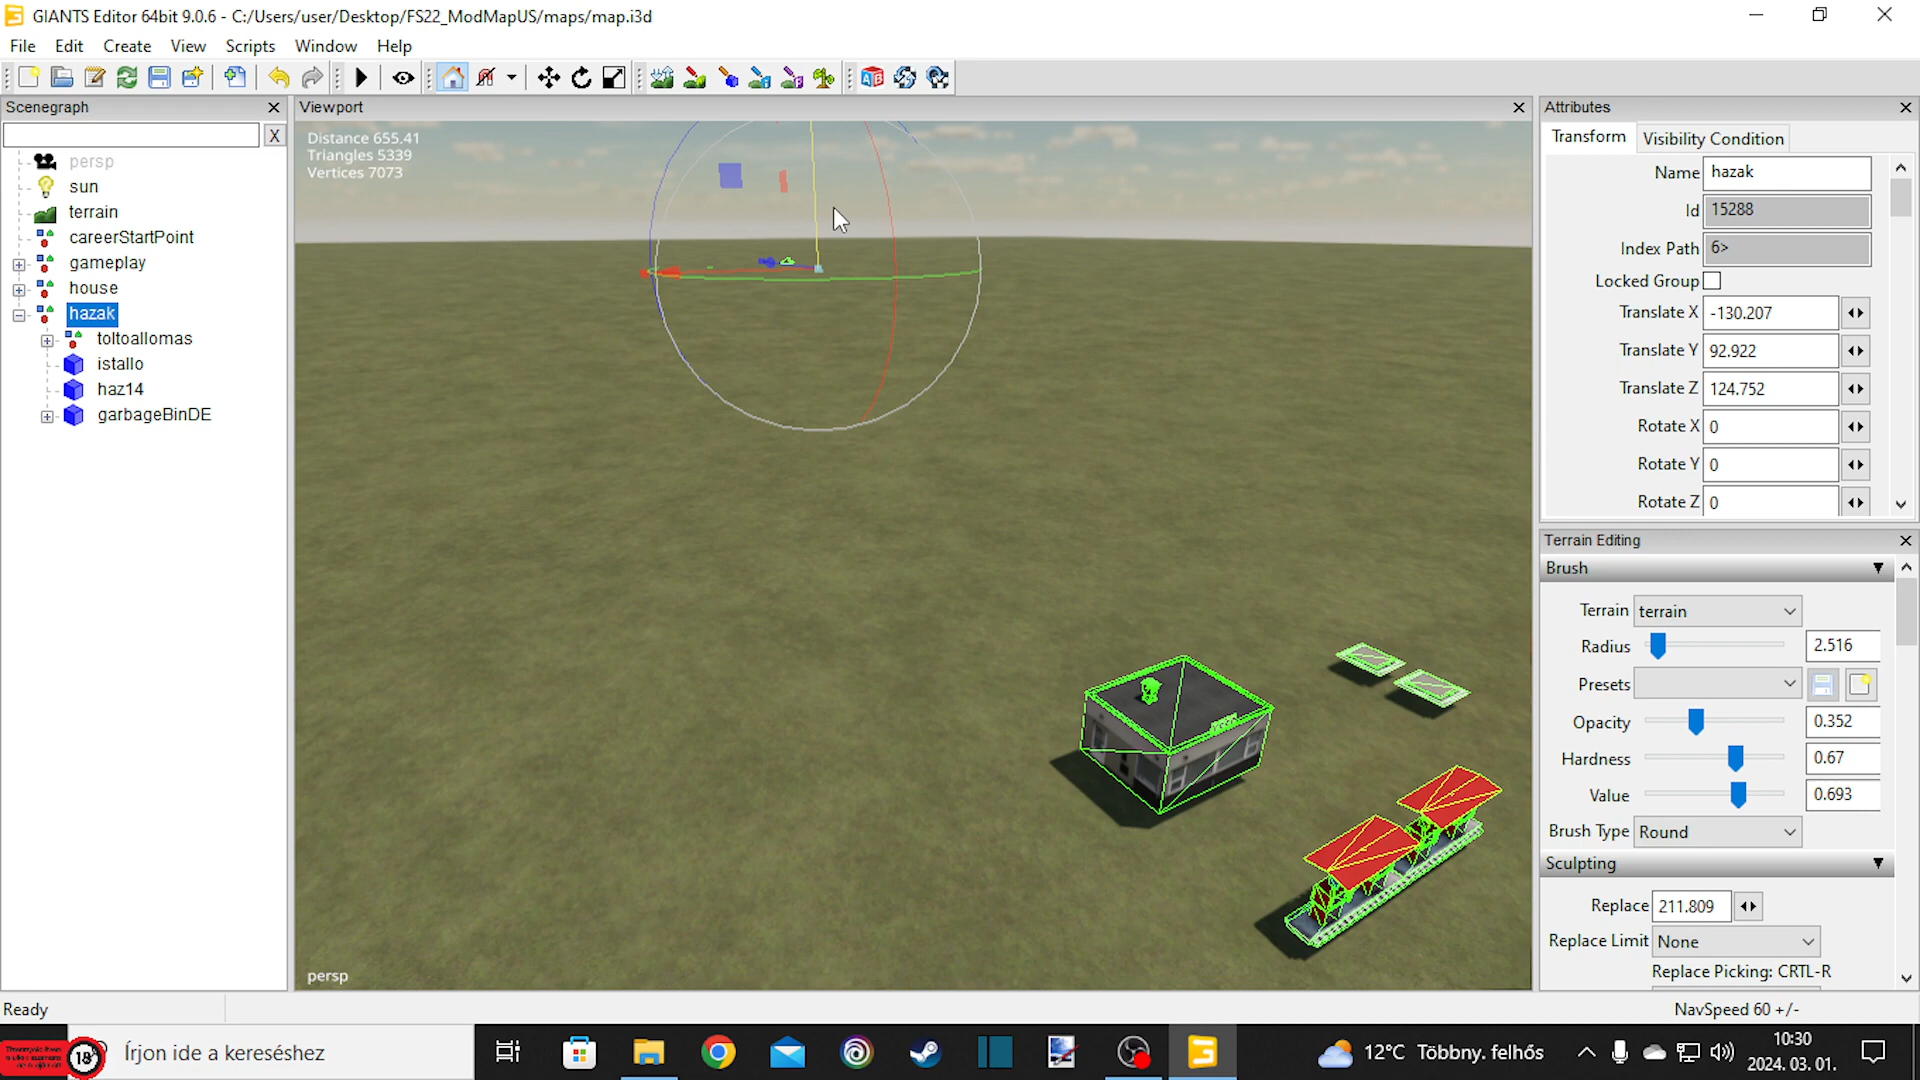 GIANTS Editor 64bit 9.0.6 - C:/Users/user/Desktop/FS22_ModMapUS/maps/map.i3d
File Edit Create View Scripts Window Help
Scenegraph
X
persp
sun
terrain
careerStartPoint
gameplay
house
hazak
toltoallomas
istallo
haz14
garbageBinDE
Viewport
Distance 655.41
Triangles 5339
Vertices 7073
persp
Attributes
Transform Visibility Condition
Name hazak
Id 15288
Index Path 6>
Locked Group
Translate X -130.207
Translate Y 92.922
Translate Z 124.752
Rotate X 0
Rotate Y 0
Rotate Z 0
Terrain Editing
Brush
Terrain terrain
Radius 2.516
Presets
Opacity 0.352
Hardness 0.67
Value 0.693
Brush Type Round
Sculpting
Replace 211.809
Replace Limit None
Replace Picking: CRTL-R
Ready
NavSpeed 60 +/-
18
Írjon ide a kereséshez
12°C Többny. felhős
10:30
2024. 03. 01.